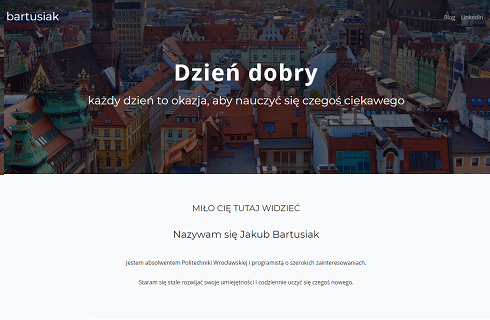 bartusiak
Blog Linkedin
Dzień dobry
każdy dzień to okazja, aby nauczyć się czegoś ciekawego
MIŁO CIĘ TUTAJ WIDZIEĆ
Nazywam się Jakub Bartusiak
Jestem absolwentem Politechniki Wrocławskiej i programistą o szerokich zainteresowaniach.
Staram się stale rozwijać swoje umiejętności i codziennie uczyć się czegoś nowego.